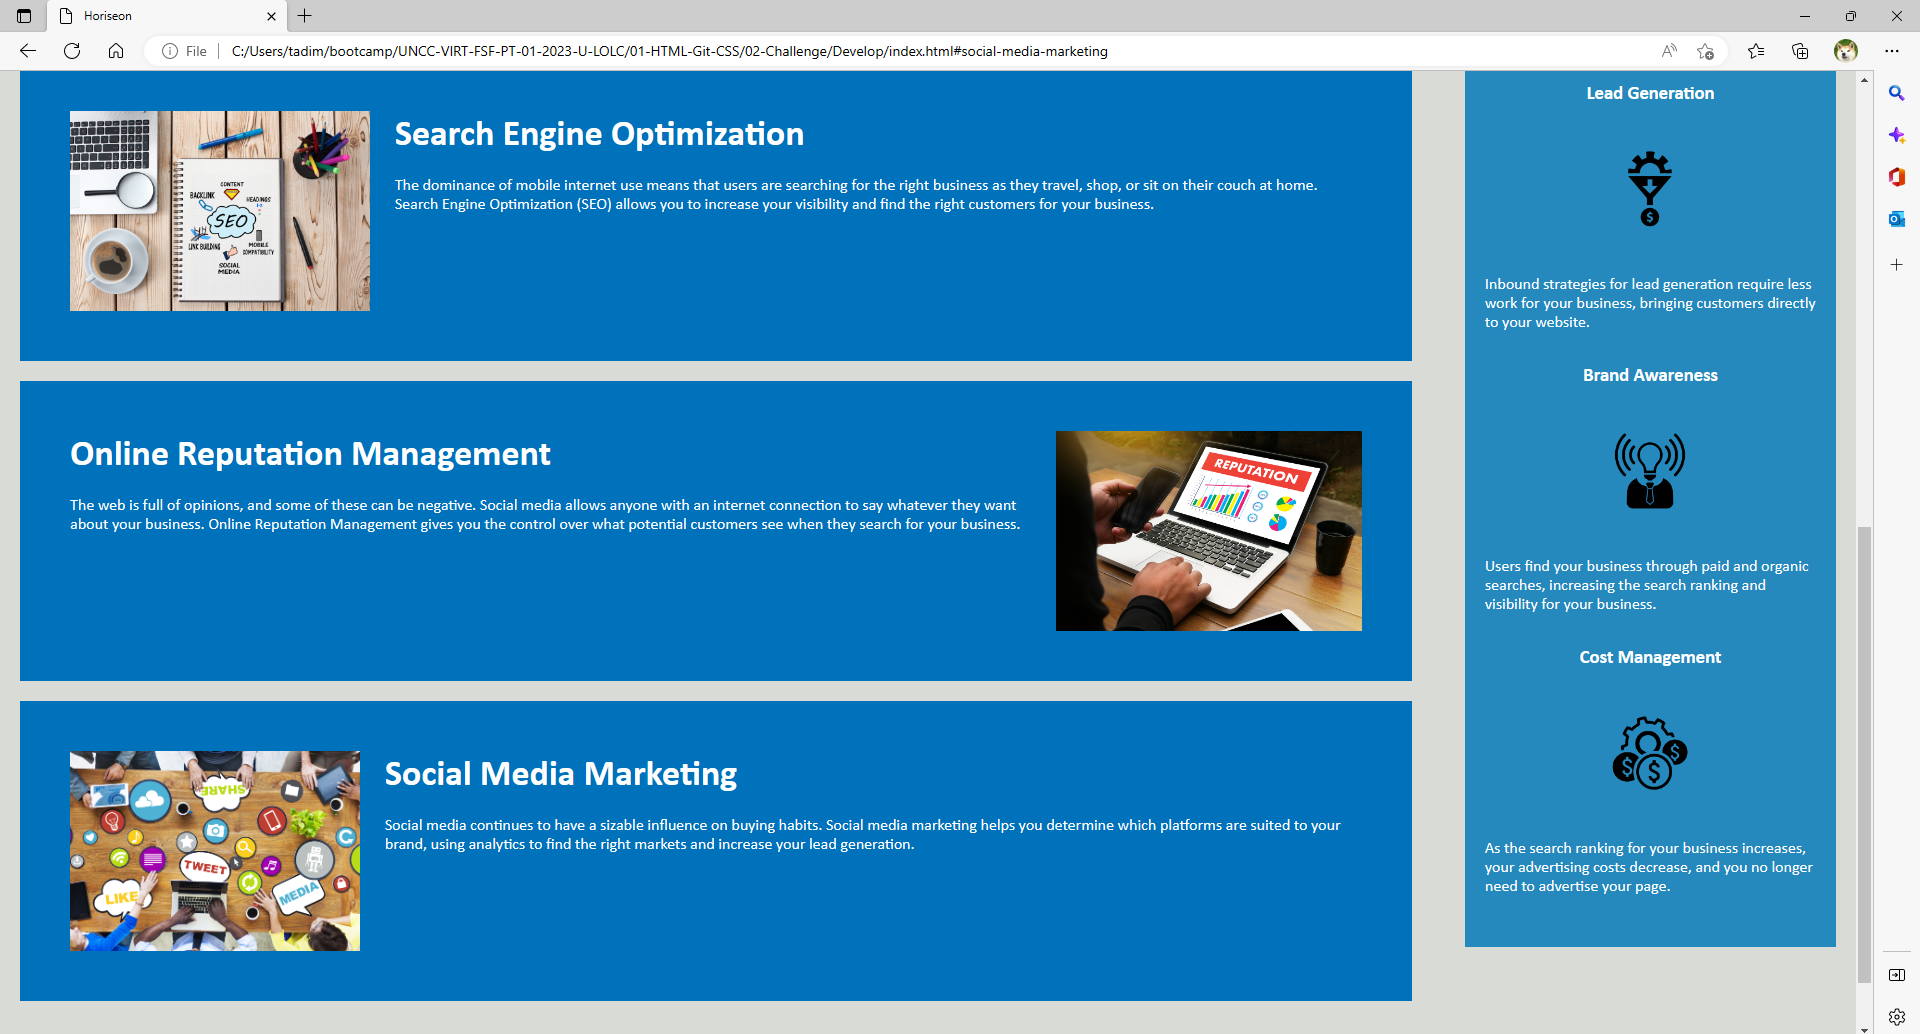 Horiseon
File
C:/Users/tadim/bootcamp/UNCC-VIRT-FSF-PT-01-2023-U-LOLC/01-HTML-Git-CSS/02-Challenge/Develop/index.html#social-media-marketing
Search Engine Optimization
The dominance of mobile internet use means that users are searching for the right business as they travel, shop, or sit on their couch at home.
Search Engine Optimization (SEO) allows you to increase your visibility and find the right customers for your business.
CONTENT
BACKLINK
HEADINGS
SEO
LINK BUILDING
MOBILE
COMPATIBILITY
SOCIAL
MEDIA
Online Reputation Management
The web is full of opinions, and some of these can be negative. Social media allows anyone with an internet connection to say whatever they want
about your business. Online Reputation Management gives you the control over what potential customers see when they search for your business.
REPUTATION
Social Media Marketing
Social media continues to have a sizable influence on buying habits. Social media marketing helps you determine which platforms are suited to your
brand, using analytics to find the right markets and increase your lead generation.
SHARE
TWEET
LIKE
MEDIA
Lead Generation
$
Inbound strategies for lead generation require less
work for your business, bringing customers directly
to your website.
Brand Awareness
Users find your business through paid and organic
searches, increasing the search ranking and
visibility for your business.
Cost Management
$ $ $
As the search ranking for your business increases,
your advertising costs decrease, and you no longer
need to advertise your page.